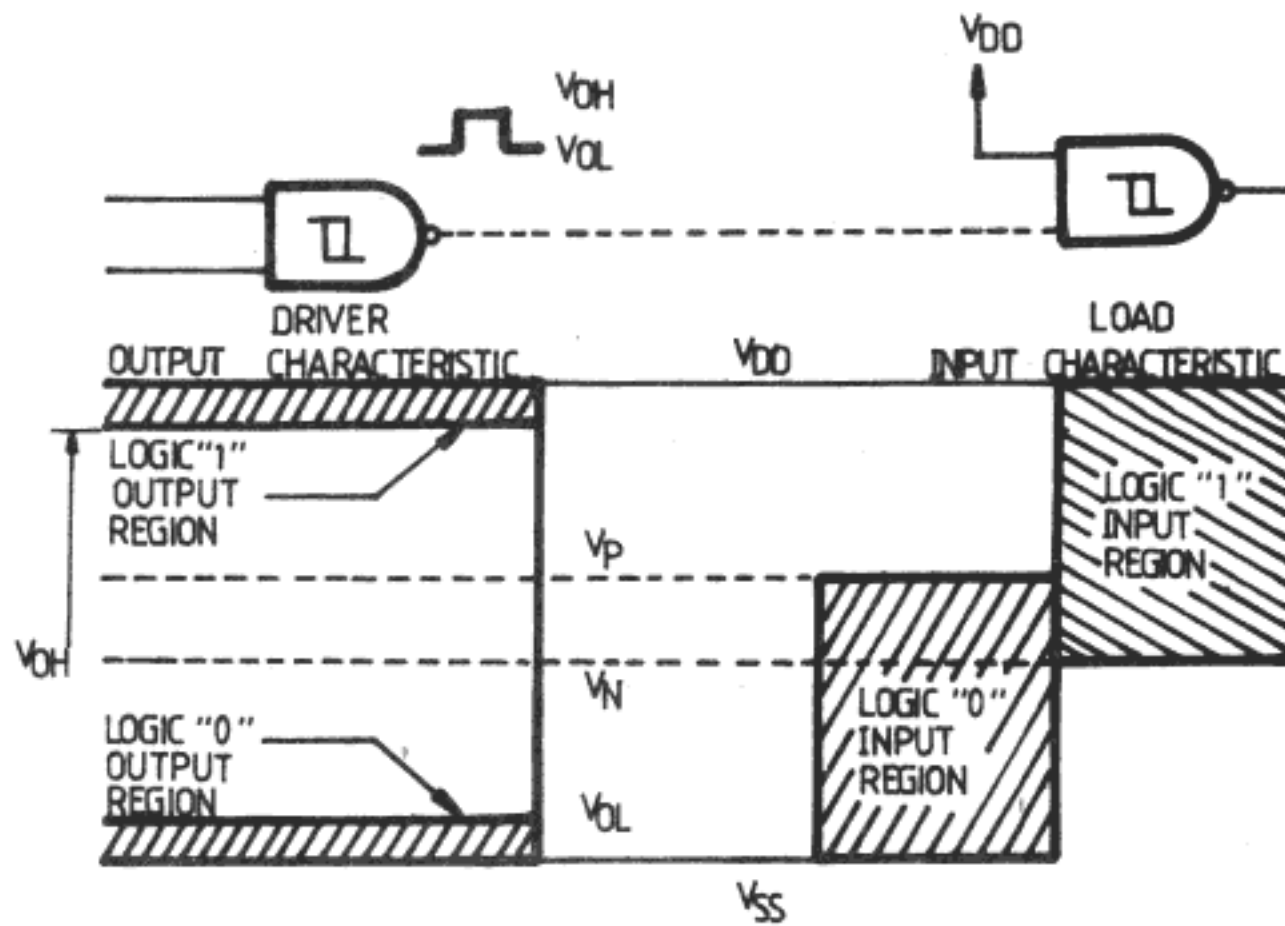 VDD
VOH
VOL
DRIVER
OUTPUT CHARACTERISTIC
VDD
LOAD
INPUT CHARACTERISTIC
LOGIC "1"
OUTPUT
REGION
LOGIC "1"
INPUT
REGION
VP
VOH
VN
LOGIC "0"
OUTPUT
REGION
LOGIC "0"
INPUT
REGION
VOL
VSS